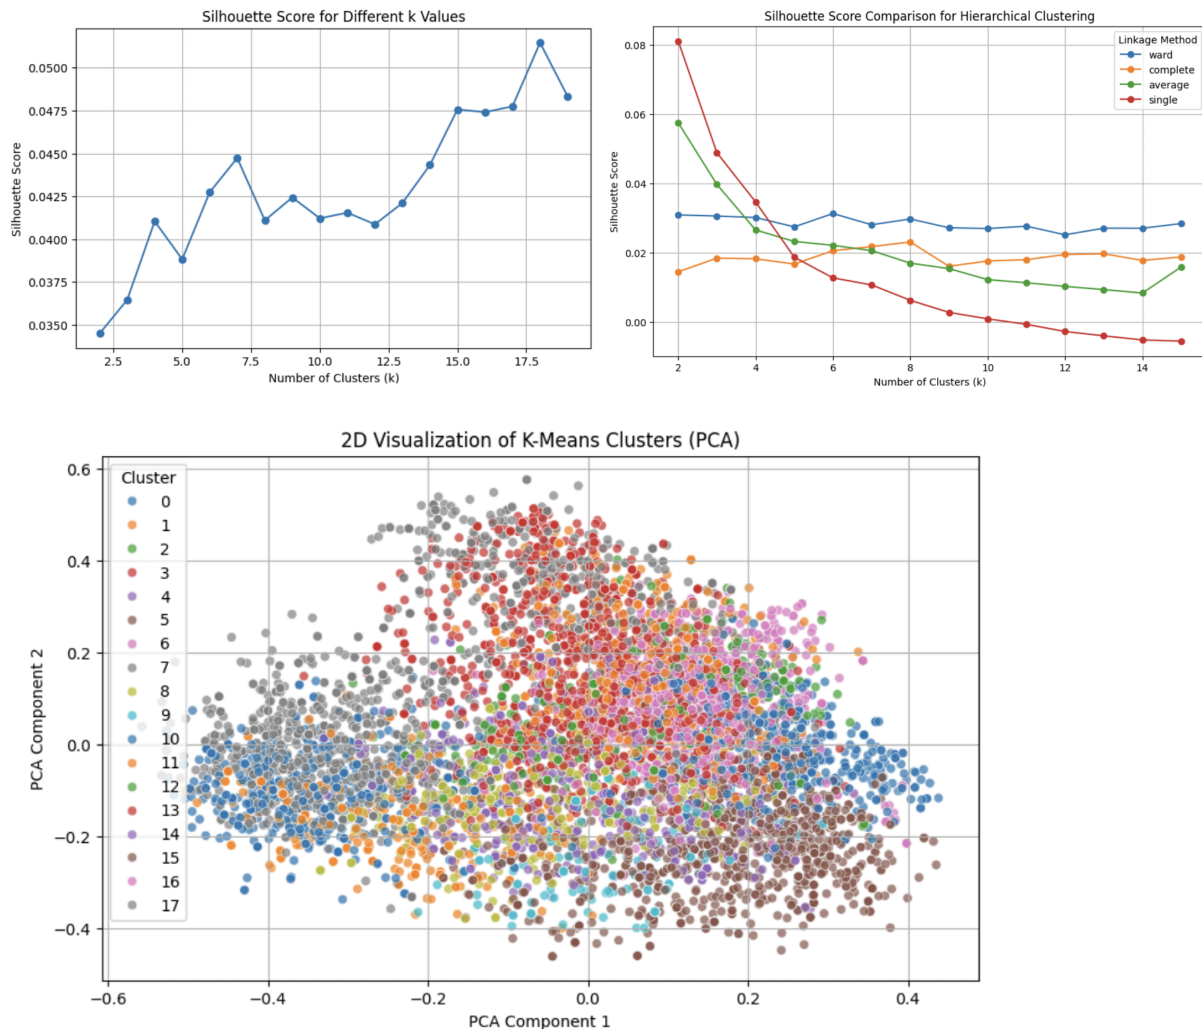 Silhouette Score for Different k Values
Silhouette Score
0.0500
0.0475
0.0450
0.0425
0.0400
0.0375
0.0350
2.5 5.0 7.5 10.0 12.5 15.0 17.5
Number of Clusters (k)
Silhouette Score Comparison for Hierarchical Clustering
Silhouette Score
0.08
0.06
0.04
0.02
0.00
Linkage Method
ward
complete
average
single
2 4 6 8 10 12 14
Number of Clusters (k)
2D Visualization of K-Means Clusters (PCA)
PCA Component 2
0.6
0.4
0.2
0.0
−0.2
−0.4
Cluster
0
1
2
3
4
5
6
7
8
9
10
11
12
13
14
15
16
17
−0.6 −0.4 −0.2 0.0 0.2 0.4
PCA Component 1